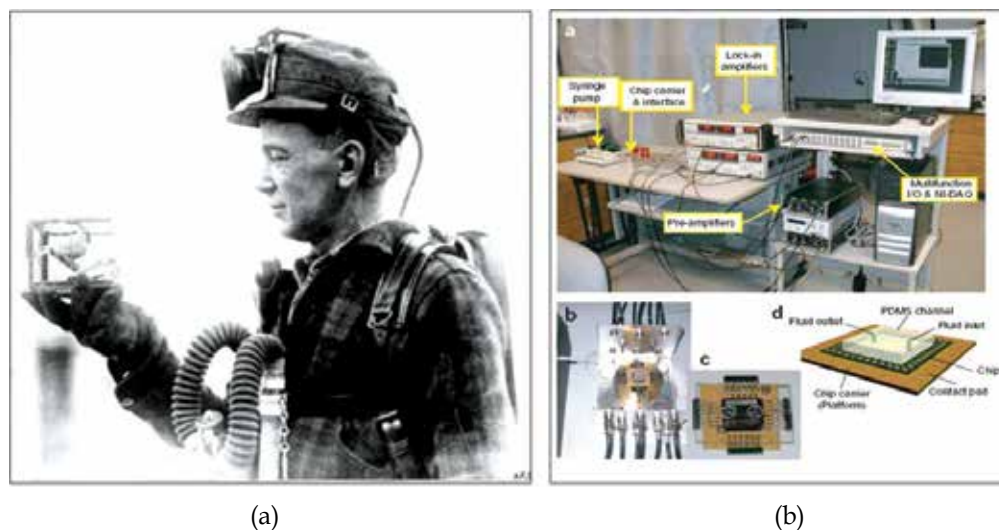 a
Lock-in
amplifiers
Syringe
pump
Chip carrier
& interface
Multifunction
I/O & NI-DAQ
Pre-amplifiers
b
c
d
PDMS channel
Fluid outlet
Fluid inlet
Chip
Contact pad
Chip carrier
(a)
(b)